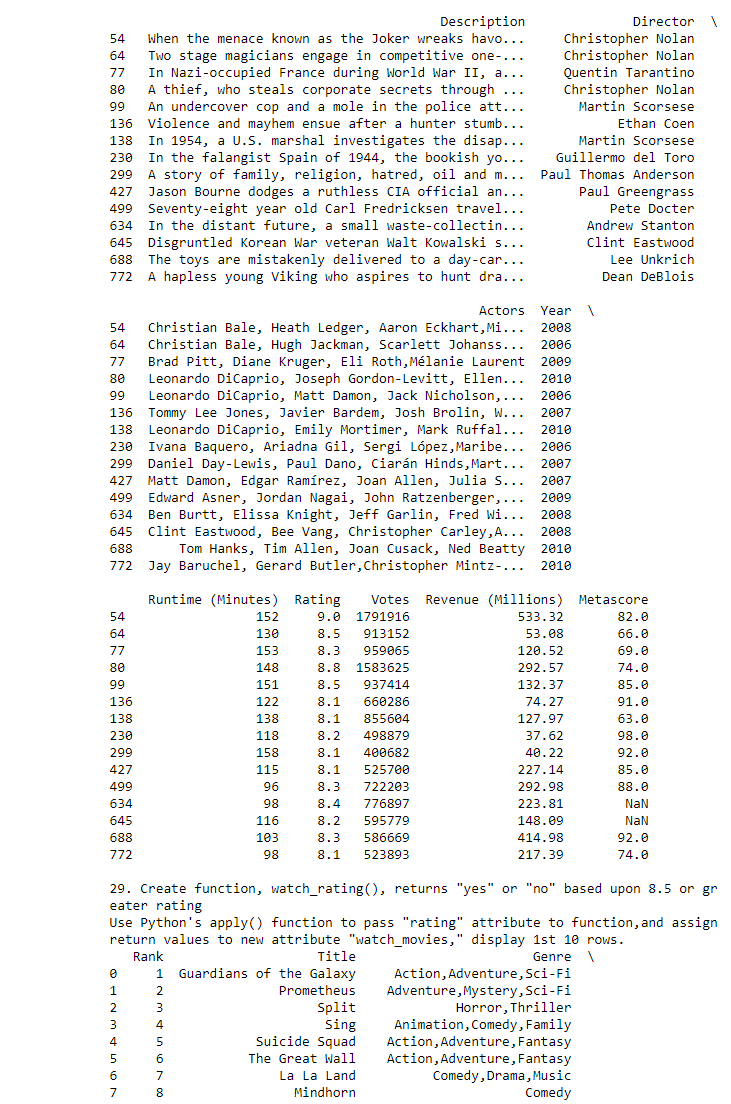 Description Director \
54 When the menace known as the Joker wreaks havo... Christopher Nolan
64 Two stage magicians engage in competitive one-... Christopher Nolan
77 In Nazi-occupied France during World War II, a... Quentin Tarantino
80 A thief, who steals corporate secrets through ... Christopher Nolan
99 An undercover cop and a mole in the police att... Martin Scorsese
136 Violence and mayhem ensue after a hunter stumb... Ethan Coen
138 In 1954, a U.S. marshal investigates the disap... Martin Scorsese
230 In the falangist Spain of 1944, the bookish yo... Guillermo del Toro
299 A story of family, religion, hatred, oil and m... Paul Thomas Anderson
427 Jason Bourne dodges a ruthless CIA official an... Paul Greengrass
499 Seventy-eight year old Carl Fredricksen travel... Pete Docter
634 In the distant future, a small waste-collectin... Andrew Stanton
645 Disgruntled Korean War veteran Walt Kowalski s... Clint Eastwood
688 The toys are mistakenly delivered to a day-car... Lee Unkrich
772 A hapless young Viking who aspires to hunt dra... Dean DeBlois
Actors Year \
54 Christian Bale, Heath Ledger, Aaron Eckhart,Mi... 2008
64 Christian Bale, Hugh Jackman, Scarlett Johanss... 2006
77 Brad Pitt, Diane Kruger, Eli Roth,Mélanie Laurent 2009
80 Leonardo DiCaprio, Joseph Gordon-Levitt, Ellen... 2010
99 Leonardo DiCaprio, Matt Damon, Jack Nicholson,... 2006
136 Tommy Lee Jones, Javier Bardem, Josh Brolin, W... 2007
138 Leonardo DiCaprio, Emily Mortimer, Mark Ruffal... 2010
230 Ivana Baquero, Ariadna Gil, Sergi López,Maribe... 2006
299 Daniel Day-Lewis, Paul Dano, Ciarán Hinds,Mart... 2007
427 Matt Damon, Edgar Ramírez, Joan Allen, Julia S... 2007
499 Edward Asner, Jordan Nagai, John Ratzenberger,... 2009
634 Ben Burtt, Elissa Knight, Jeff Garlin, Fred Wi... 2008
645 Clint Eastwood, Bee Vang, Christopher Carley,A... 2008
688 Tom Hanks, Tim Allen, Joan Cusack, Ned Beatty 2010
772 Jay Baruchel, Gerard Butler,Christopher Mintz-... 2010
Runtime (Minutes) Rating Votes Revenue (Millions) Metascore
54 152 9.0 1791916 533.32 82.0
64 130 8.5 913152 53.08 66.0
77 153 8.3 959065 120.52 69.0
80 148 8.8 1583625 292.57 74.0
99 151 8.5 937414 132.37 85.0
136 122 8.1 660286 74.27 91.0
138 138 8.1 855604 127.97 63.0
230 118 8.2 498879 37.62 98.0
299 158 8.1 400682 40.22 92.0
427 115 8.1 525700 227.14 85.0
499 96 8.3 722203 292.98 88.0
634 98 8.4 776897 223.81 NaN
645 116 8.2 595779 148.09 NaN
688 103 8.3 586669 414.98 92.0
772 98 8.1 523893 217.39 74.0
29. Create function, watch_rating(), returns "yes" or "no" based upon 8.5 or gr
eater rating
Use Python's apply() function to pass "rating" attribute to function,and assign
return values to new attribute "watch_movies," display 1st 10 rows.
Rank Title Genre \
0 1 Guardians of the Galaxy Action,Adventure,Sci-Fi
1 2 Prometheus Adventure,Mystery,Sci-Fi
2 3 Split Horror,Thriller
3 4 Sing Animation,Comedy,Family
4 5 Suicide Squad Action,Adventure,Fantasy
5 6 The Great Wall Action,Adventure,Fantasy
6 7 La La Land Comedy,Drama,Music
7 8 Mindhorn Comedy